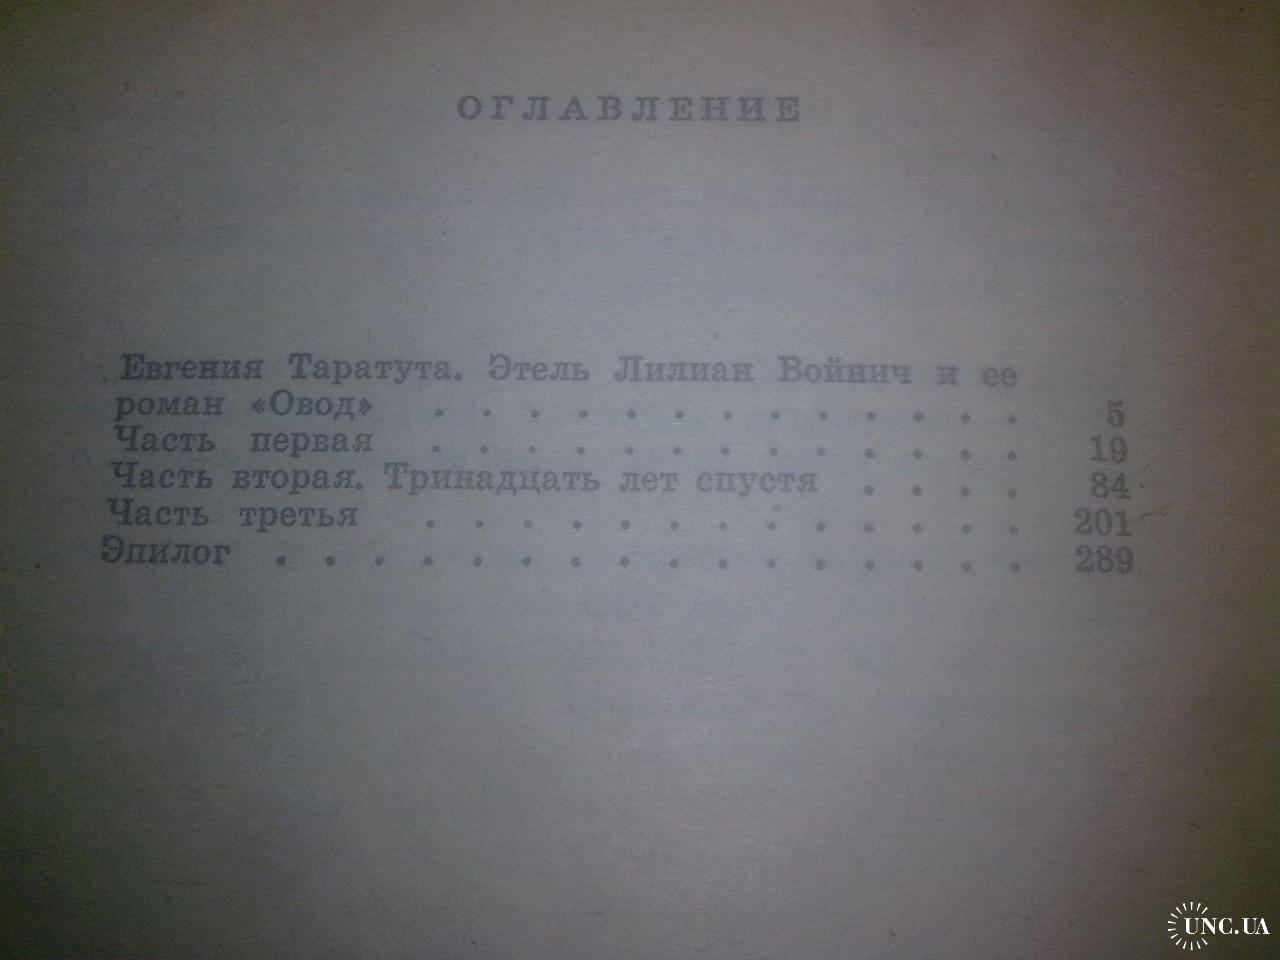 ОГЛАВЛЕНИЕ
Евгения Таратута. Этель Лилиан Войнич и ее
роман «Овод» . . . . . . . . . . . . . 5
Часть первая . . . . . . . . . . . . . 19
Часть вторая. Тринадцать лет спустя . . . . 84
Часть третья . . . . . . . . . . . . . 201
Эпилог . . . . . . . . . . . . . . . . 289
UNC.UA